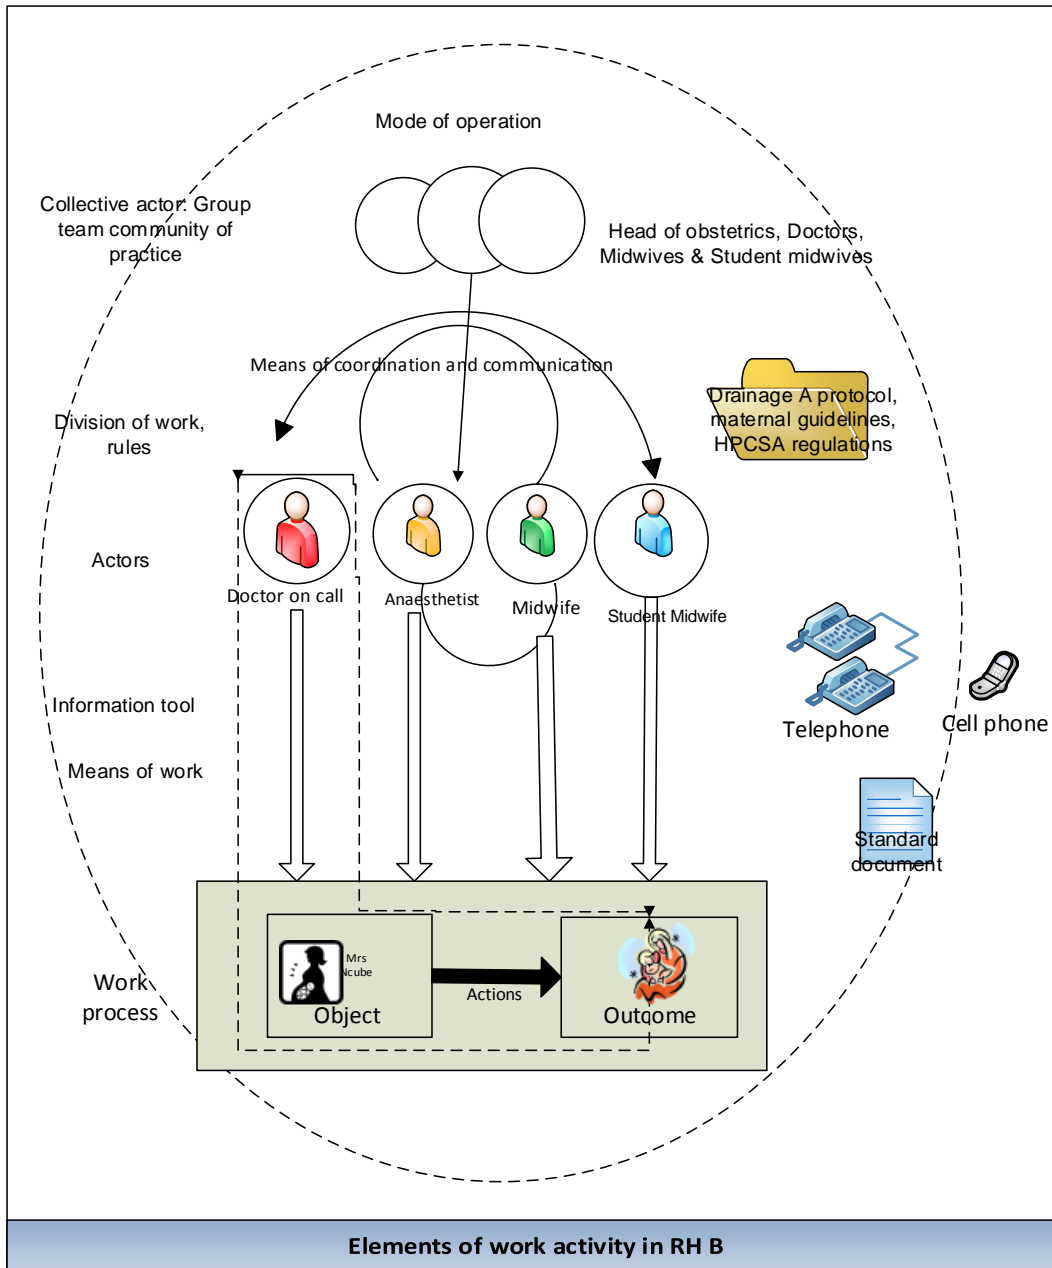 Mode of operation
Collective actor: Group
team community of
practice
Head of obstetrics, Doctors,
Midwives & Student midwives
Means of coordination and communication
Division of work,
rules
Drainage A protocol,
maternal guidelines,
HPCSA regulations
Actors
Doctor on call
Anaesthetist
Midwife
Student Midwife
Information tool
Telephone
Cell phone
Means of work
Standard
document
Work
process
Mrs
Ncube
Object
Actions
Outcome
Elements of work activity in RH B